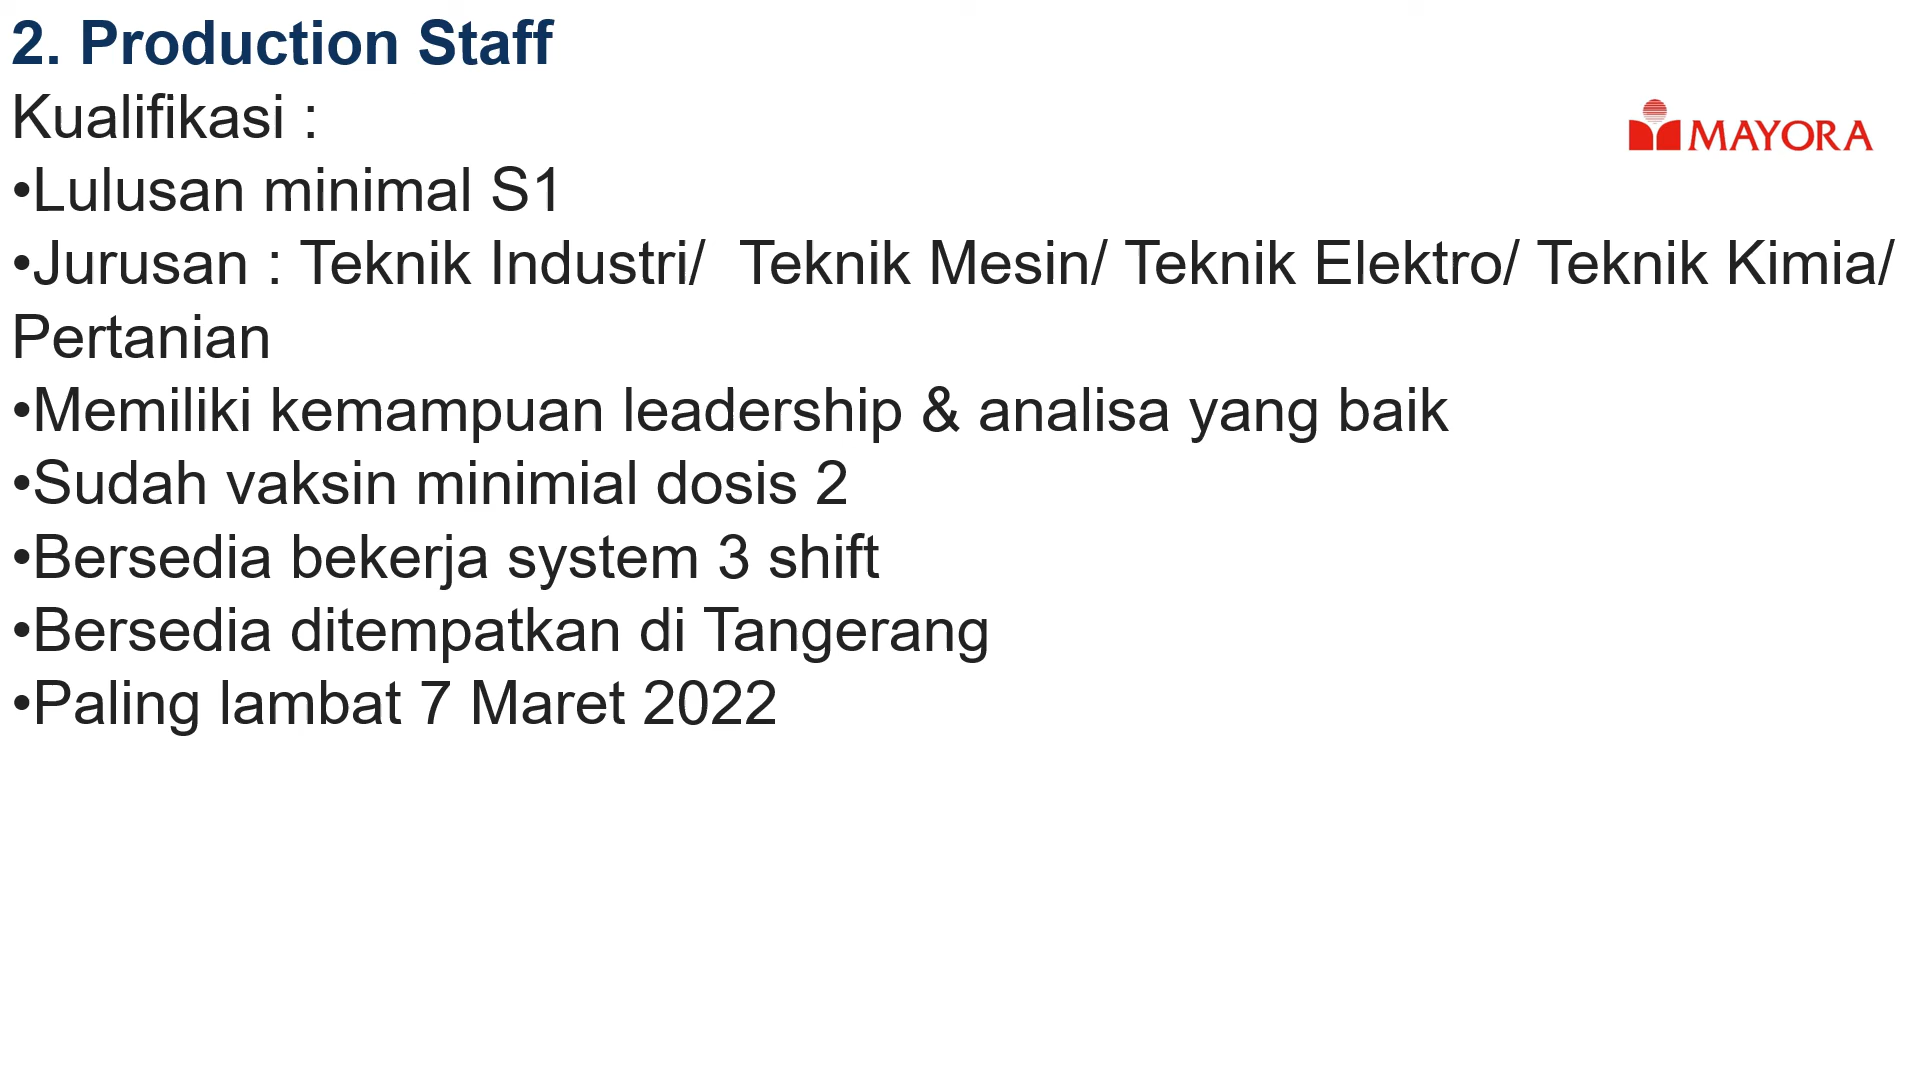 2. Production Staff
Kualifikasi :
MAYORA
•Lulusan minimal S1
•Jurusan : Teknik Industri/  Teknik Mesin/ Teknik Elektro/ Teknik Kimia/
Pertanian
•Memiliki kemampuan leadership & analisa yang baik
•Sudah vaksin minimial dosis 2
•Bersedia bekerja system 3 shift
•Bersedia ditempatkan di Tangerang
•Paling lambat 7 Maret 2022